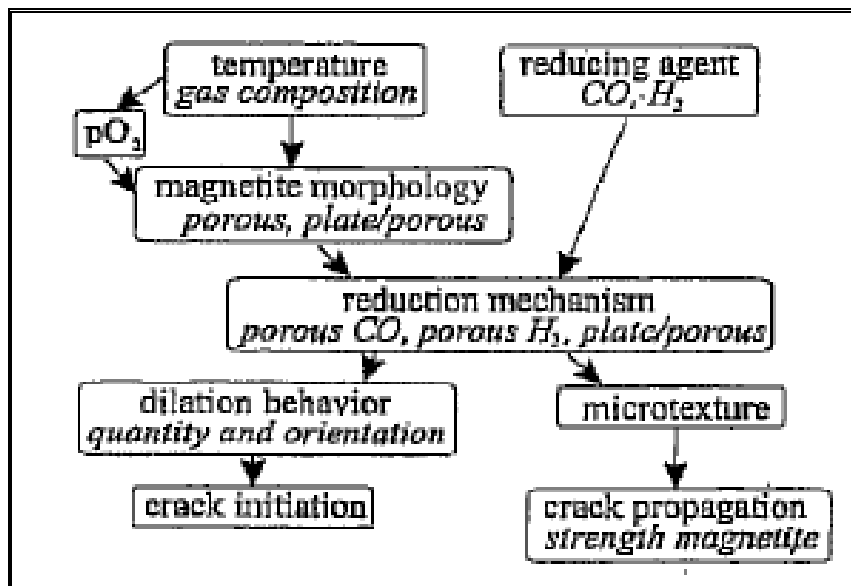 temperature
gas composition
reducing agent
CO, H₂
pO₂
magnetite morphology
porous, plate/porous
reduction mechanism
porous CO, porous H₂, plate/porous
dilation behavior
quantity and orientation
microtexture
crack initiation
crack propagation
strength magnetite